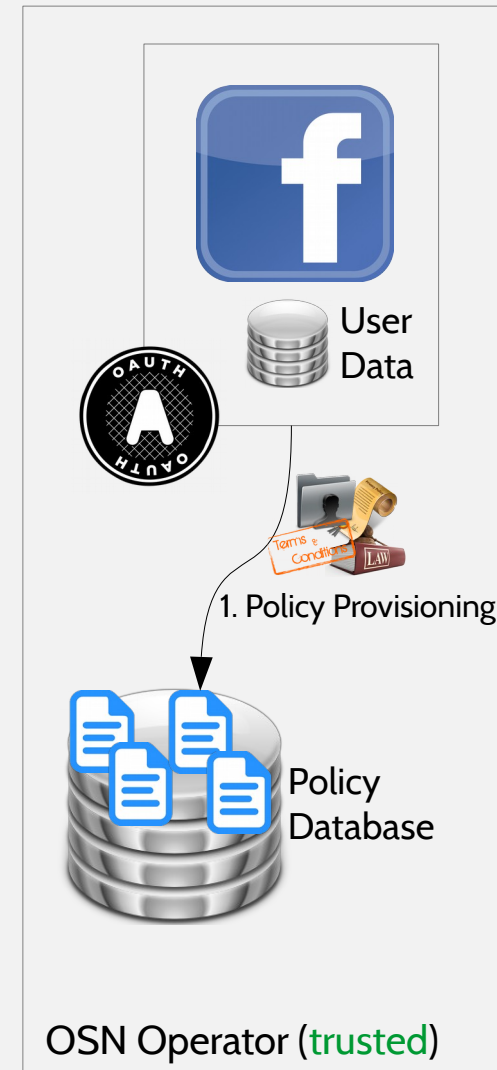 f
User
Data
OAUTH
A
OAUTH
Terms &
Conditions
LAW
1. Policy Provisioning
Policy
Database
OSN Operator (trusted)